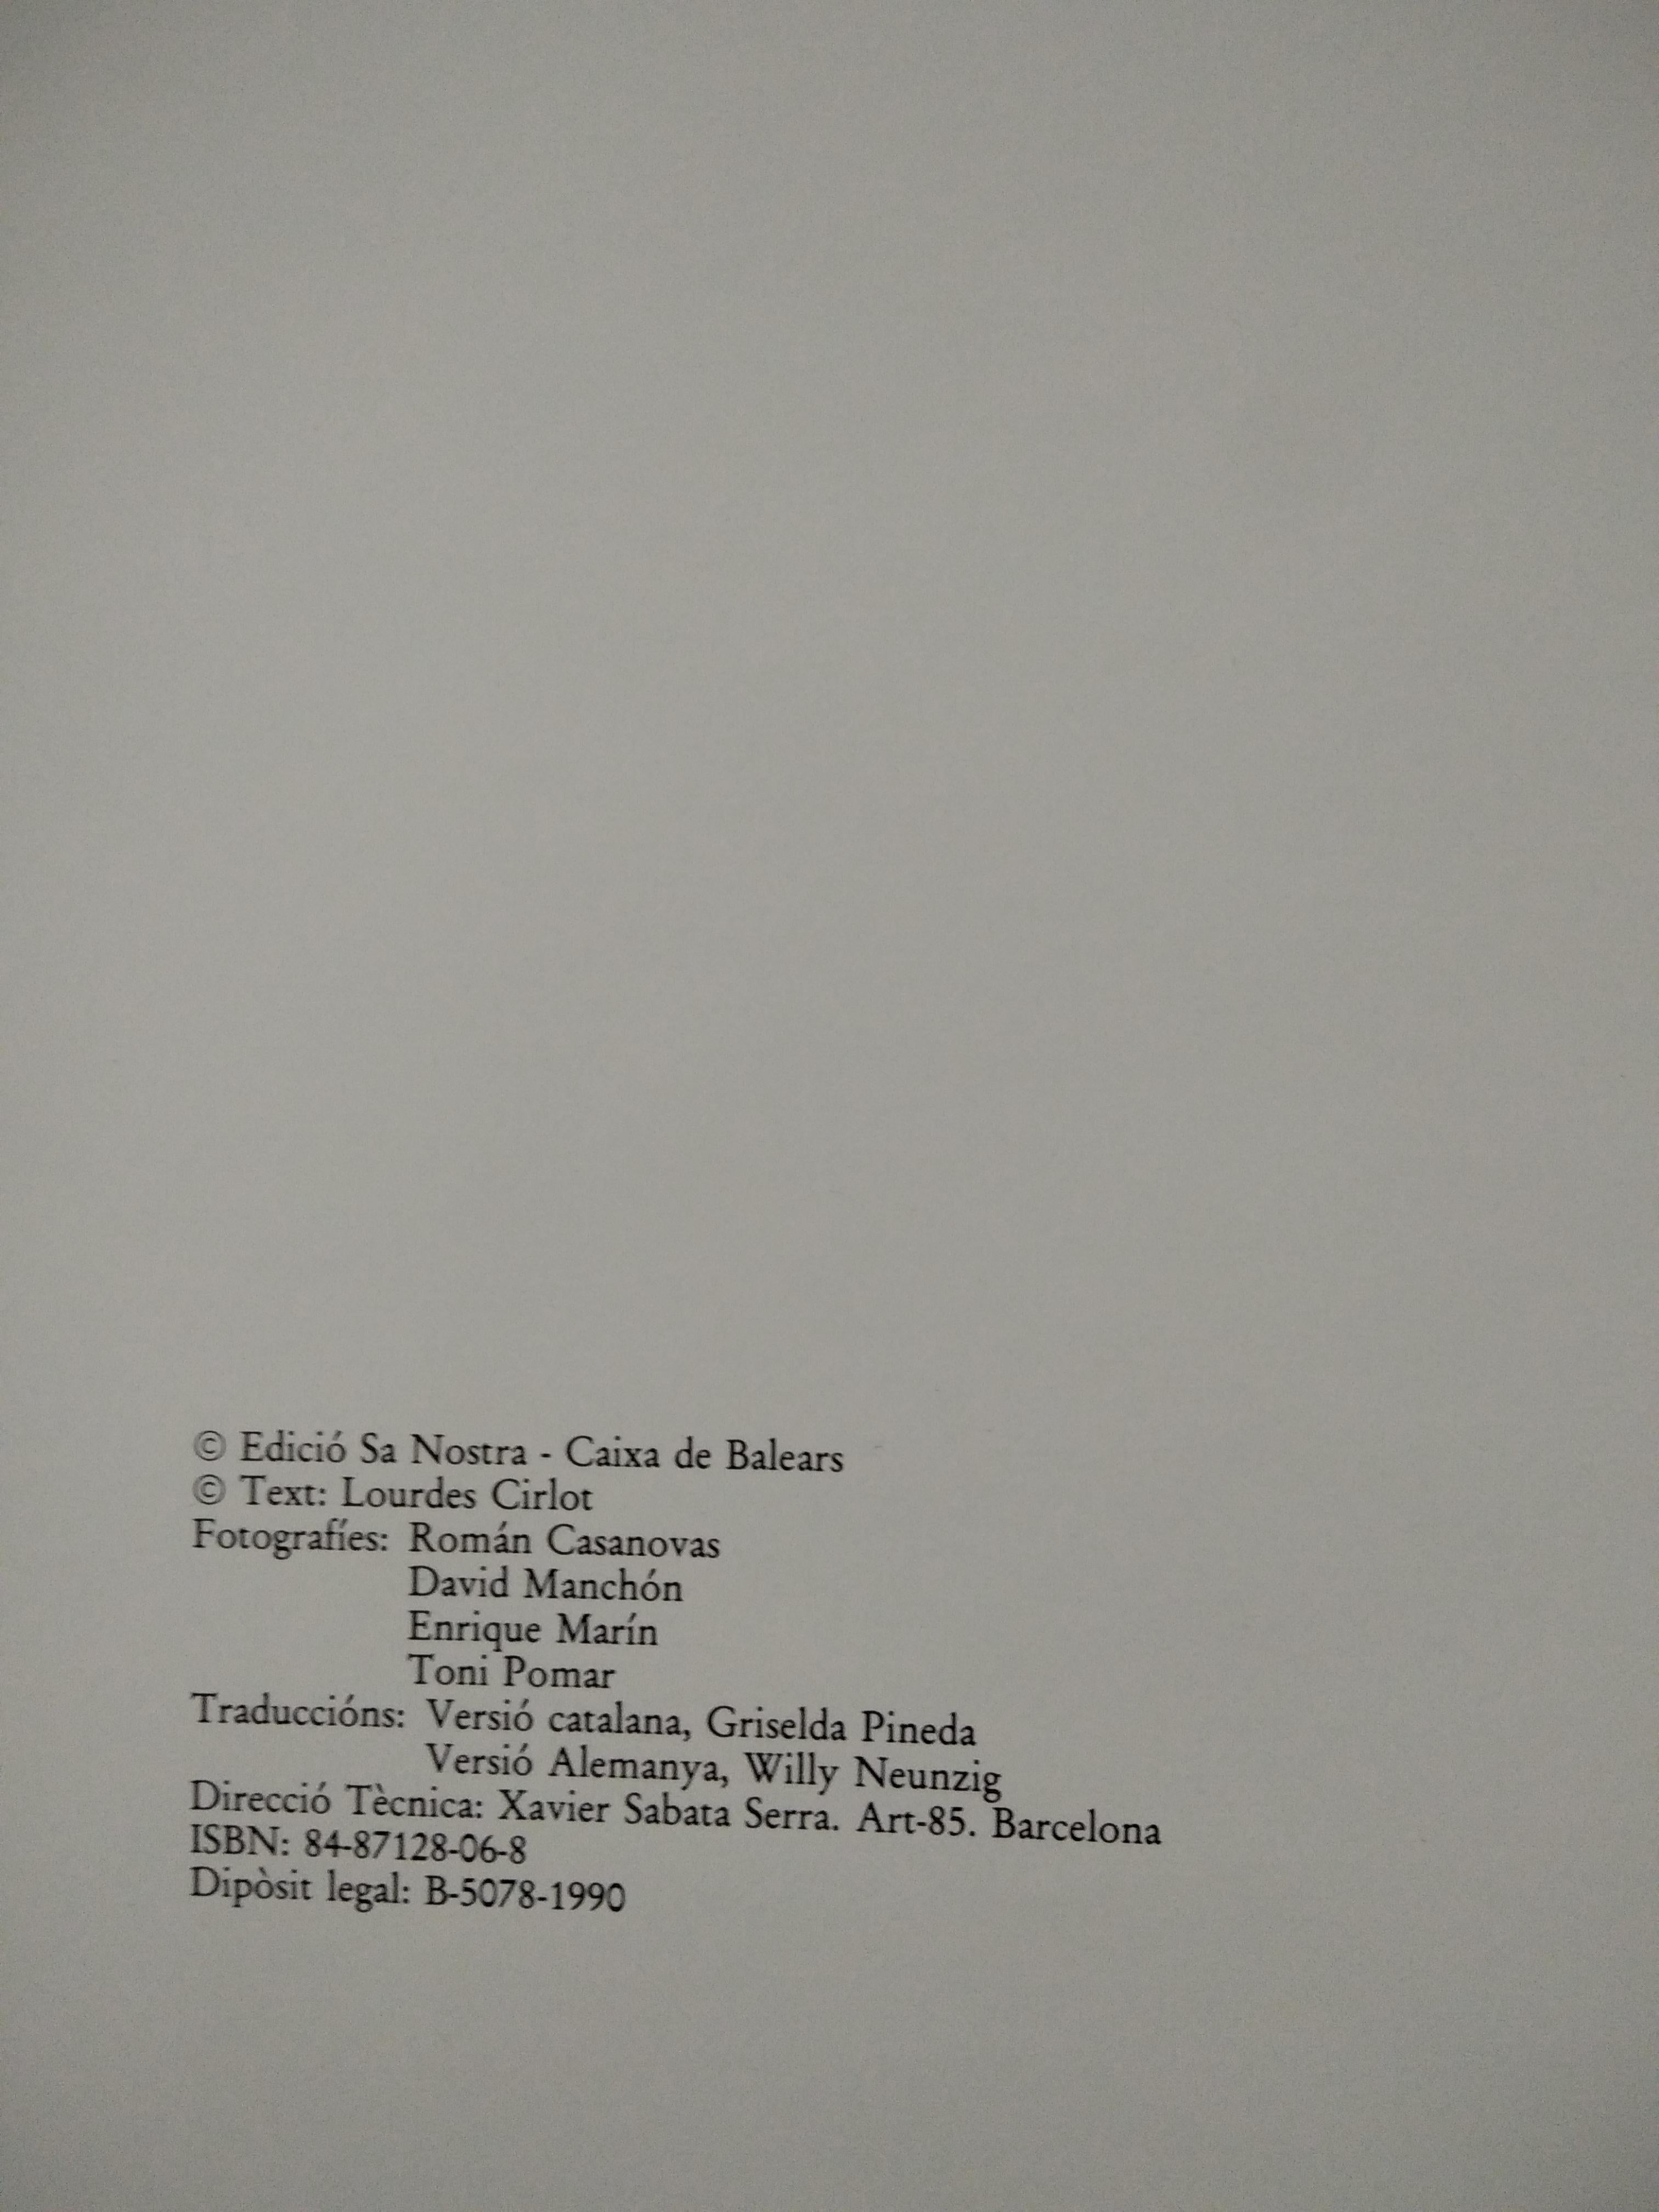 © Edició Sa Nostra - Caixa de Balears
© Text: Lourdes Cirlot
Fotografíes: Román Casanovas
David Manchón
Enrique Marín
Toni Pomar
Traduccións: Versió catalana, Griselda Pineda
Versió Alemanya, Willy Neunzig
Direcció Tècnica: Xavier Sabata Serra. Art-85. Barcelona
ISBN: 84-87128-06-8
Dipòsit legal: B-5078-1990